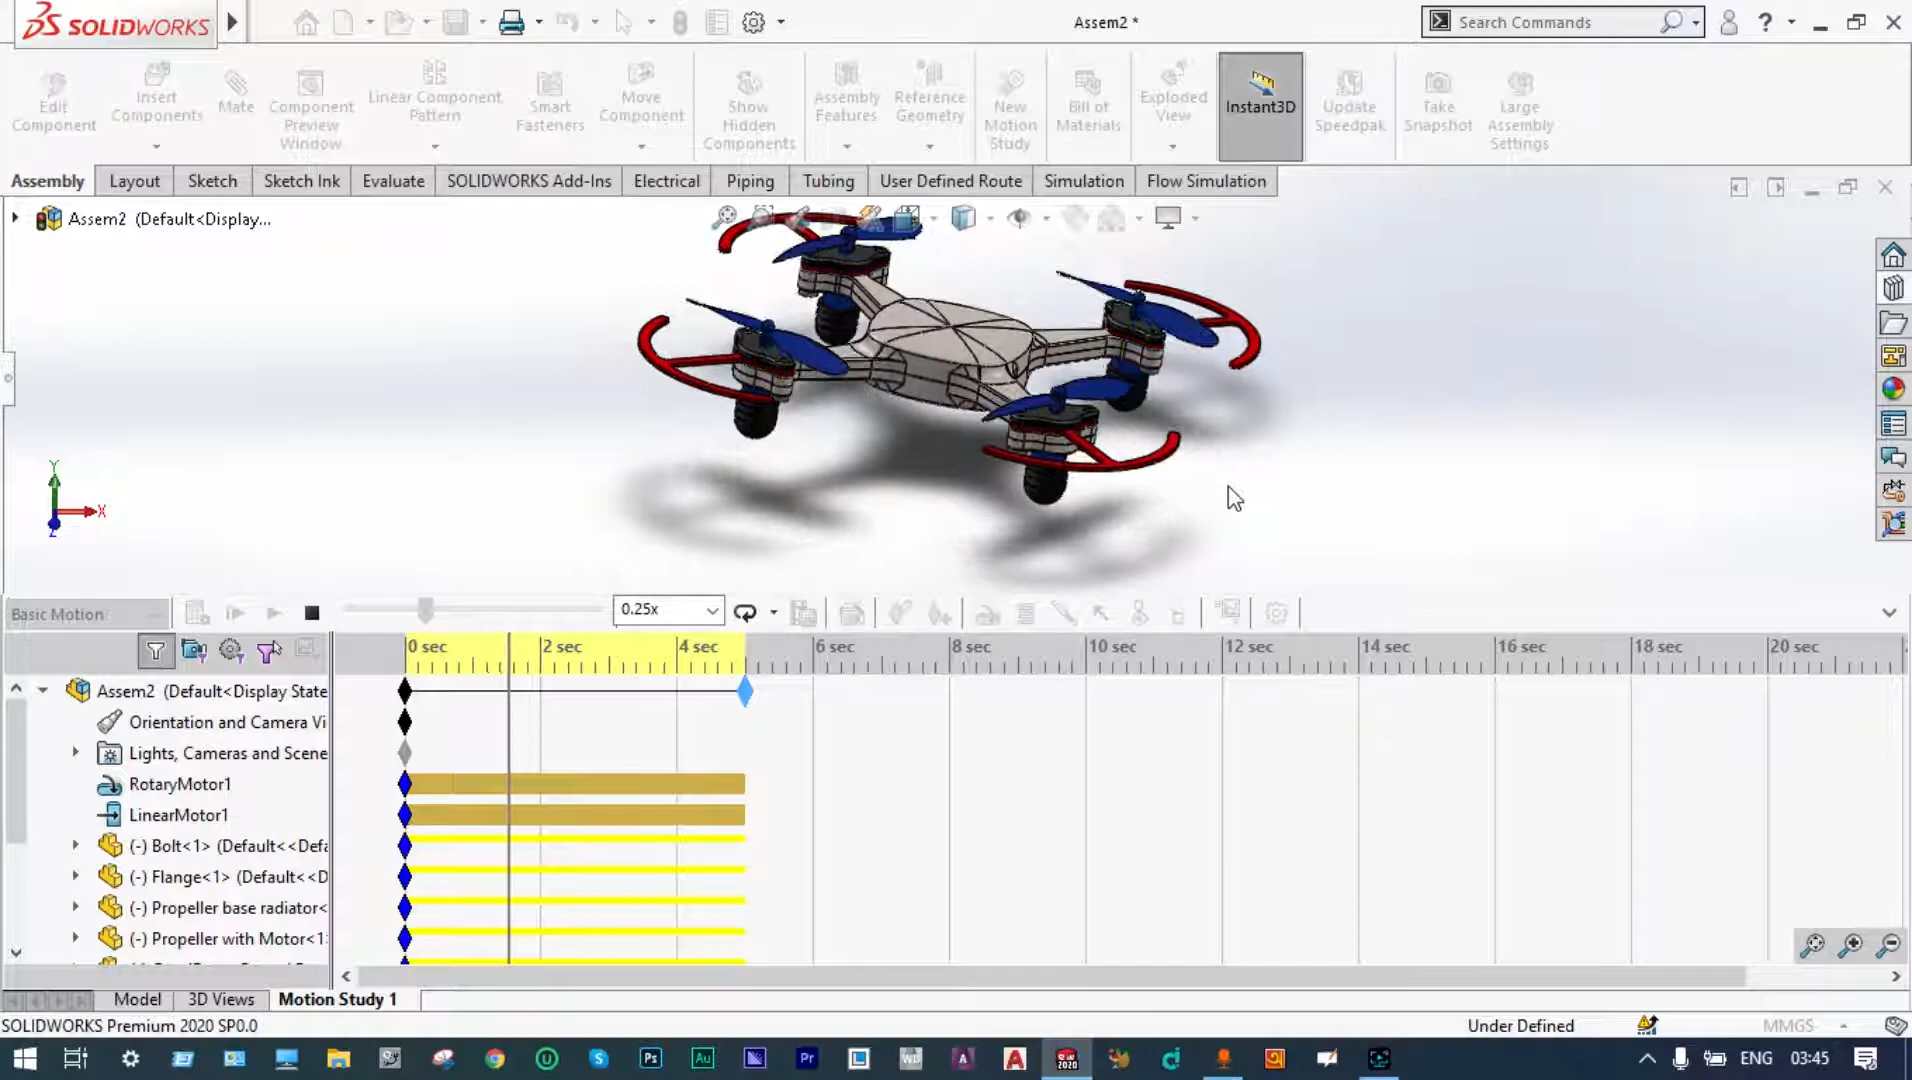 SOLIDWORKS
Assem2 *
Search Commands
?
Edit Component
Insert Components
Mate
Component Preview Window
Linear Component Pattern
Smart Fasteners
Move Component
Show Hidden Components
Assembly Features
Reference Geometry
New Motion Study
Bill of Materials
Exploded View
Instant3D
Update Speedpak
Take Snapshot
Large Assembly Settings
Assembly
Layout
Sketch
Sketch Ink
Evaluate
SOLIDWORKS Add-Ins
Electrical
Piping
Tubing
User Defined Route
Simulation
Flow Simulation
Assem2 (Default<Display...
Y
X
Z
Basic Motion
0.25x
0 sec
2 sec
4 sec
6 sec
8 sec
10 sec
12 sec
14 sec
16 sec
18 sec
20 sec
Assem2 (Default<Display State
Orientation and Camera Vi
Lights, Cameras and Scene
RotaryMotor1
LinearMotor1
(-) Bolt<1> (Default<<Defa
(-) Flange<1> (Default<<D
(-) Propeller base radiator<
(-) Propeller with Motor<1>
Model
3D Views
Motion Study 1
SOLIDWORKS Premium 2020 SP0.0
Under Defined
MMGS
Ps
Au
Pr
ENG
03:45